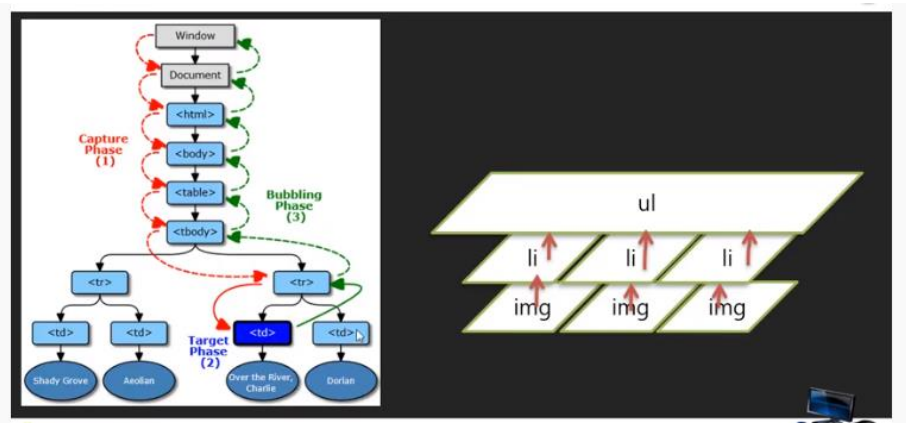 Window
Document
<html>
Capture
Phase
(1)
<body>
<table>
Bubbling
Phase
(3)
<tbody>
<tr>
<tr>
<td>
<td>
Target
Phase
(2)
<td>
<td>
Shady Grove
Aeolian
Over the River,
Charlie
Dorian
ul
li
li
li
img
img
img